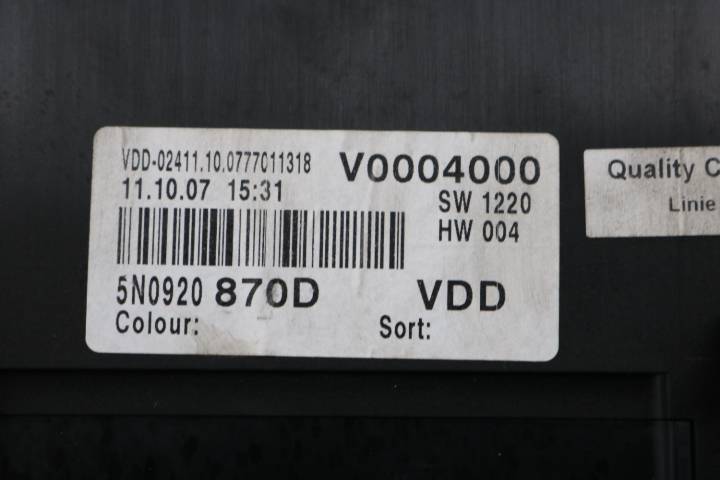 VDD-02411.10.0777011318 V0004000
11.10.07 15:31 SW 1220
HW 004
5N0920 870D VDD
Colour: Sort:
Quality C
Linie